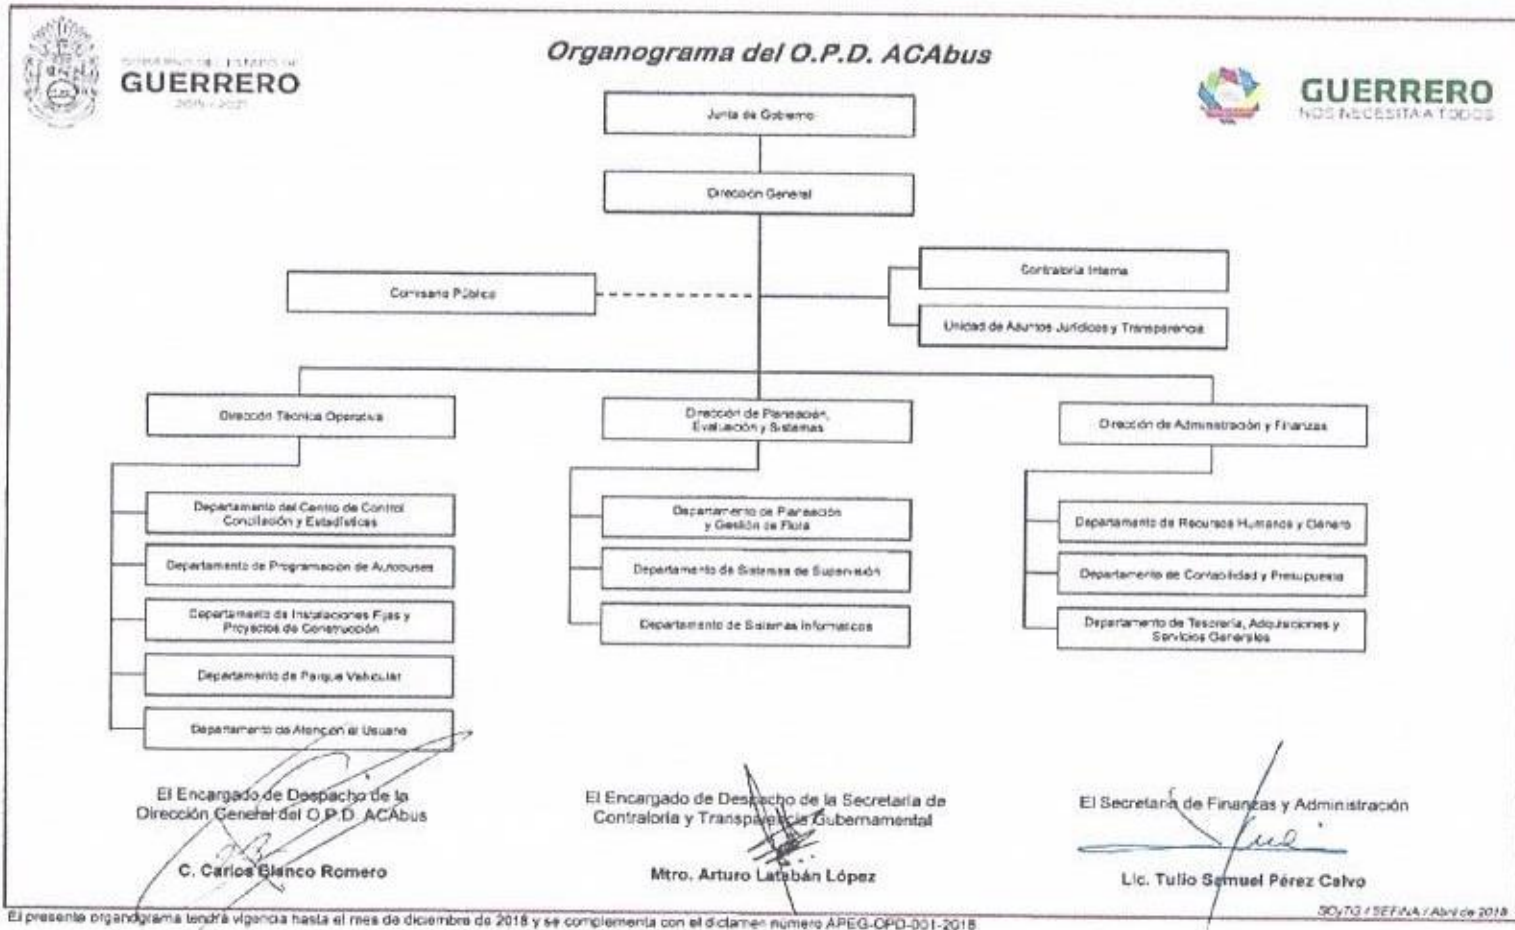 Organograma del O.P.D. ACAbus
GOBIERNO DEL ESTADO DE
GUERRERO
2015 - 2021
GUERRERO
NOS NECESITA A TODOS
Junta de Gobierno
Dirección General
Comisario Público
Contraloría Interna
Unidad de Asuntos Jurídicos y Transparencia
Dirección Técnica Operativa
Dirección de Planeación,
Evaluación y Sistemas
Dirección de Administración y Finanzas
Departamento del Centro de Control
Conciliación y Estadísticas
Departamento de Programación de Autobuses
Departamento de Instalaciones Fijas y
Proyectos de Construcción
Departamento de Parque Vehicular
Departamento de Atención al Usuario
Departamento de Planeación
y Gestión de Flota
Departamento de Sistemas de Supervisión
Departamento de Sistemas Informáticos
Departamento de Recursos Humanos y Género
Departamento de Contabilidad y Presupuesto
Departamento de Tesorería, Adquisiciones y
Servicios Generales
El Encargado de Despacho de la
Dirección General del O.P.D. ACAbus
C. Carlos Blanco Romero
El Encargado de Despacho de la Secretaría de
Contraloría y Transparencia Gubernamental
Mtro. Arturo Latabán López
El Secretario de Finanzas y Administración
Lic. Tulio Samuel Pérez Calvo
El presente organograma tendrá vigencia hasta el mes de diciembre de 2018 y se complementa con el dictamen número APEG-OPD-001-2018
SCyTG / SEFINA / Abril de 2018